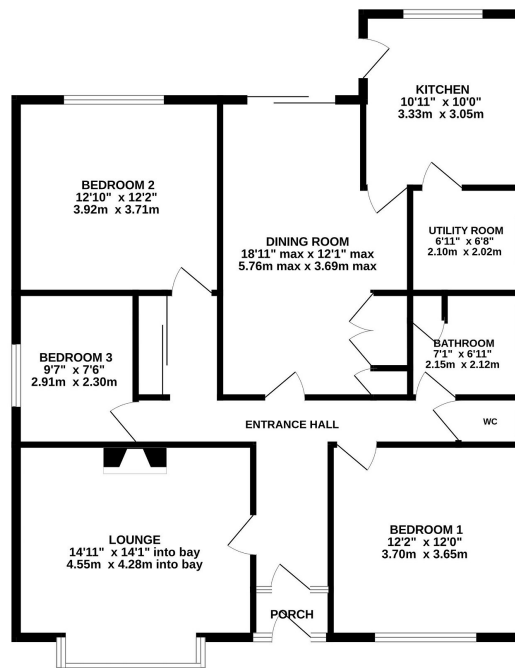 KITCHEN
10'11" x 10'0"
3.33m x 3.05m
BEDROOM 2
12'10" x 12'2"
3.92m x 3.71m
UTILITY ROOM
6'11" x 6'8"
2.10m x 2.02m
DINING ROOM
18'11" max x 12'1" max
5.76m max x 3.69m max
BEDROOM 3
9'7" x 7'6"
2.91m x 2.30m
BATHROOM
7'1" x 6'11"
2.15m x 2.12m
ENTRANCE HALL
WC
LOUNGE
14'11" x 14'1" into bay
4.55m x 4.28m into bay
BEDROOM 1
12'2" x 12'0"
3.70m x 3.65m
PORCH